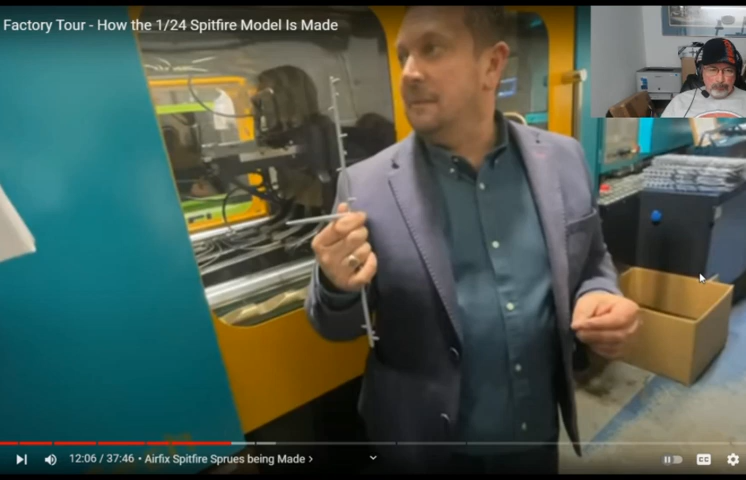 Factory Tour - How the 1/24 Spitfire Model Is Made
12:06 / 37:46 • Airfix Spitfire Sprues being Made ›
CC